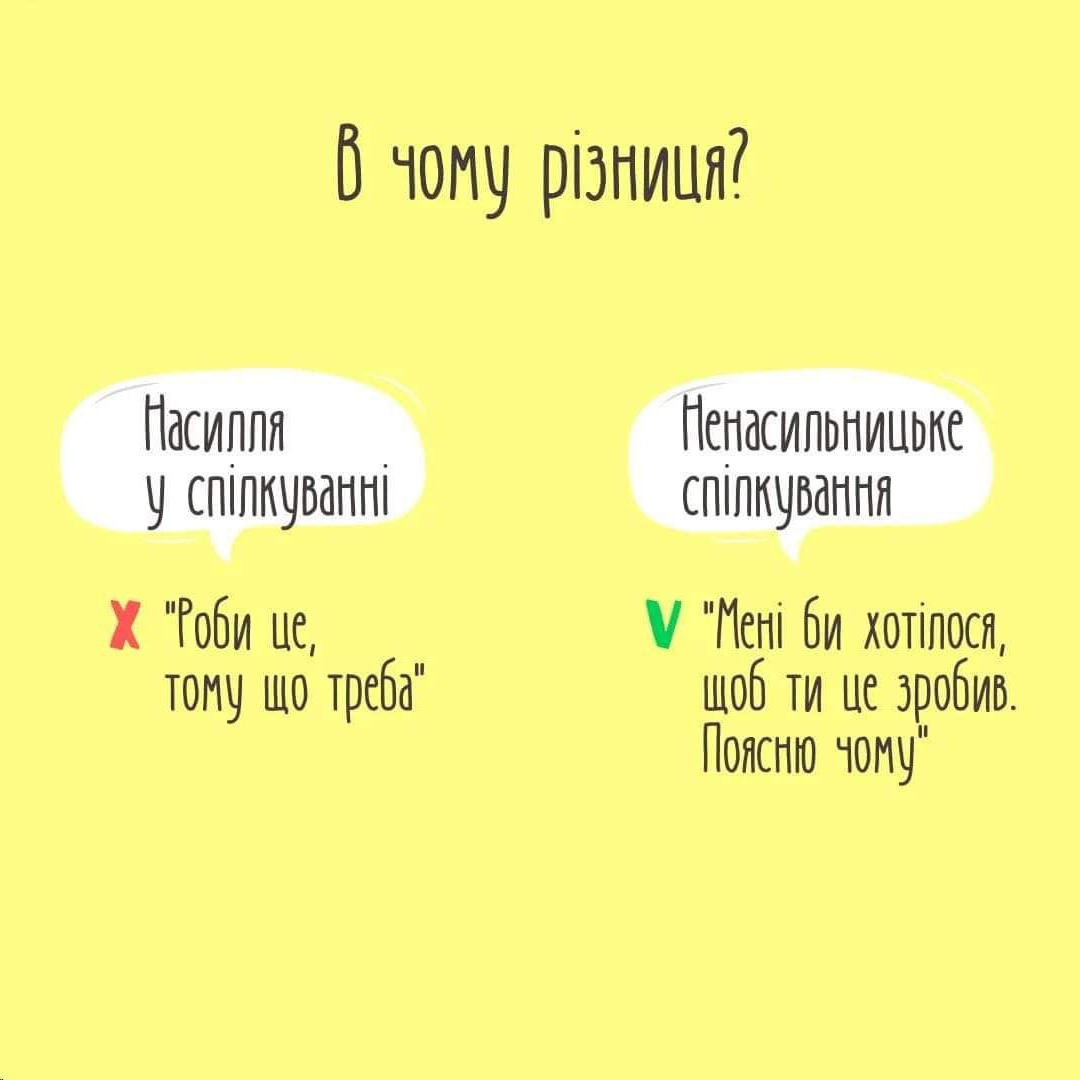 В чому різниця?
Насилля
у спілкуванні
X "Роби це,
тому що треба"
Ненасильницьке
спілкування
V "Мені би хотілося,
щоб ти це зробив.
Поясню чому"